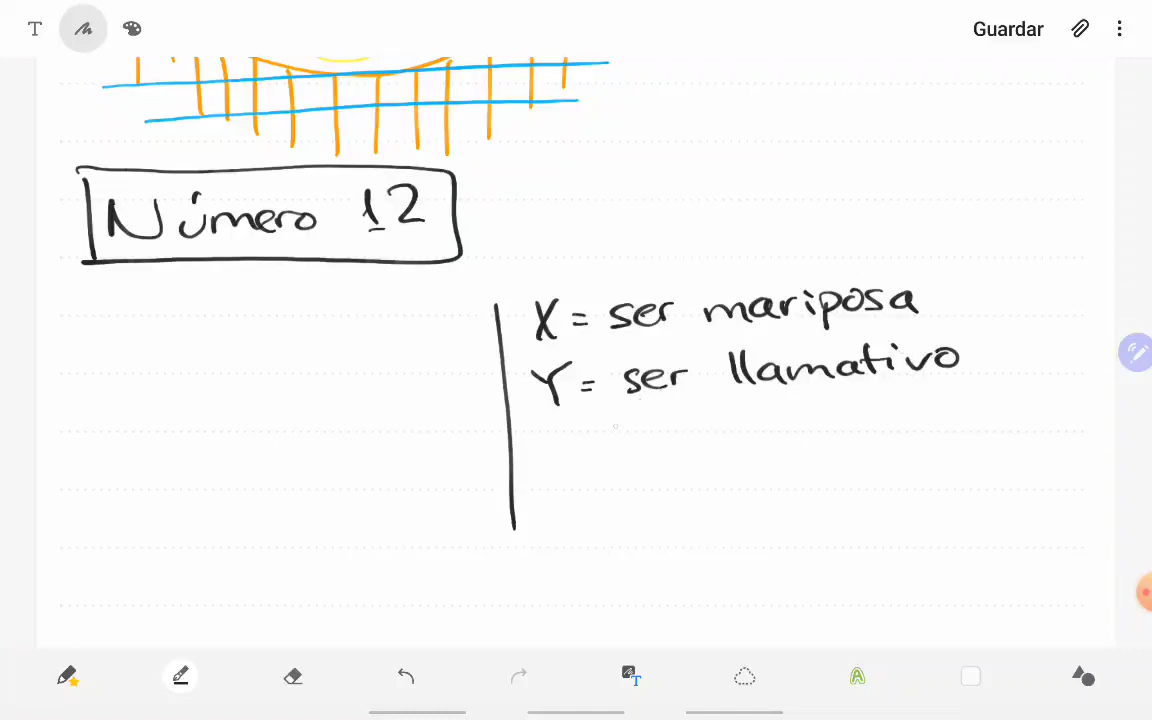 T
Guardar
Número 12
X = ser mariposa
Y = ser llamativo
T
A